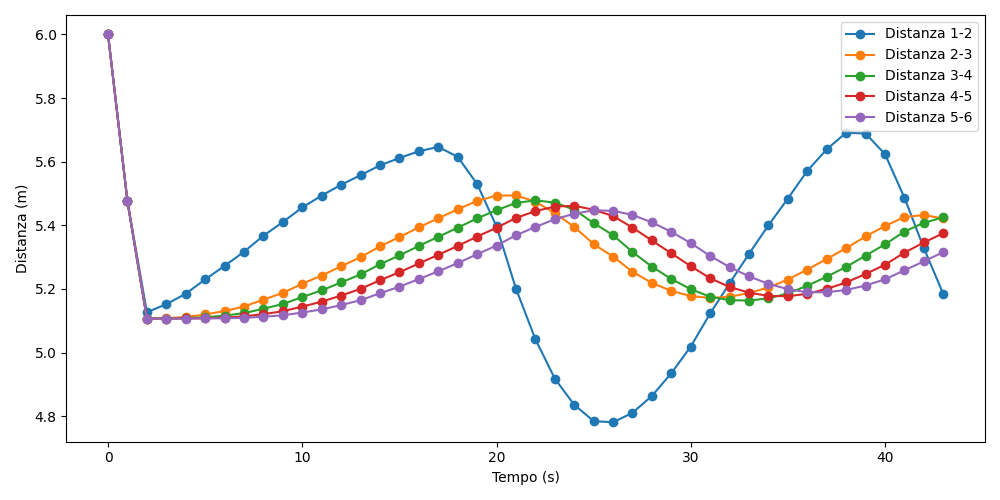 Distanza 1-2
Distanza 2-3
Distanza 3-4
Distanza 4-5
Distanza 5-6
Distanza (m)
6.0
5.8
5.6
5.4
5.2
5.0
4.8
0 10 20 30 40
Tempo (s)